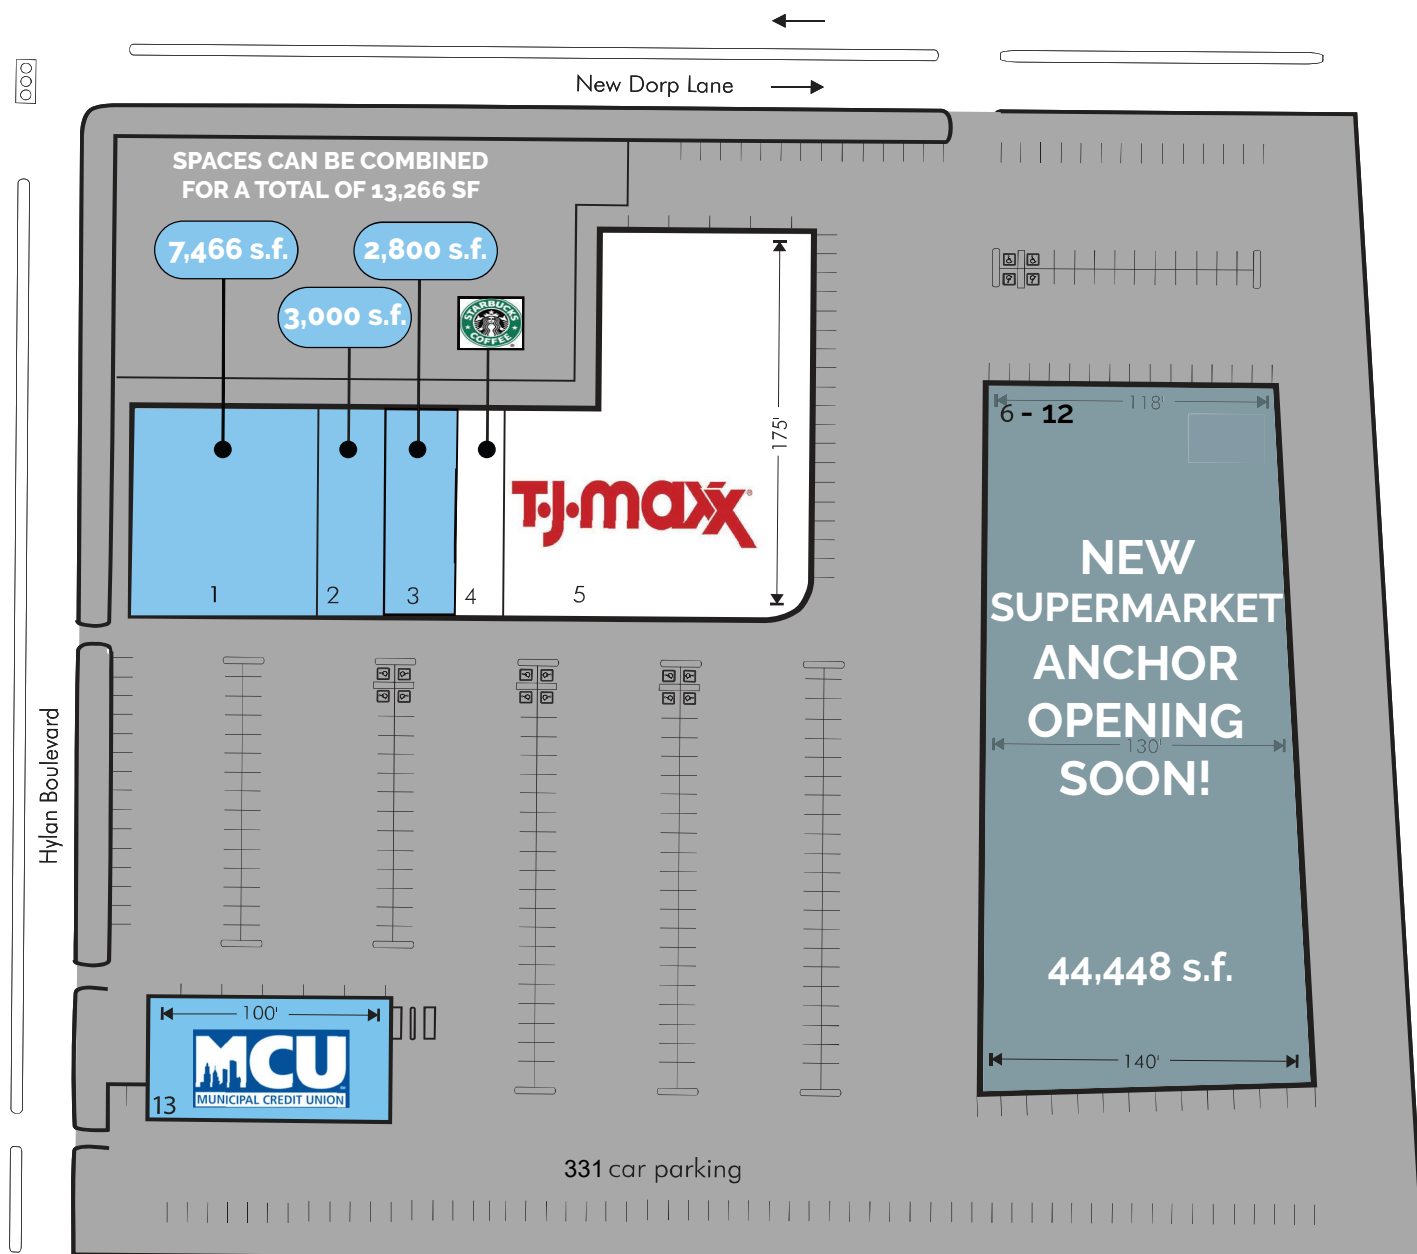 New Dorp Lane
SPACES CAN BE COMBINED
FOR A TOTAL OF 13,266 SF
7,466 s.f.
2,800 s.f.
3,000 s.f.
STARBUCKS
COFFEE
175'
T.J.maxx®
1
2
3
4
5
118'
6 - 12
NEW
SUPERMARKET
ANCHOR
OPENING
130'
SOON!
44,448 s.f.
140'
Hylan Boulevard
100'
MCU
MUNICIPAL CREDIT UNION
13
331 car parking